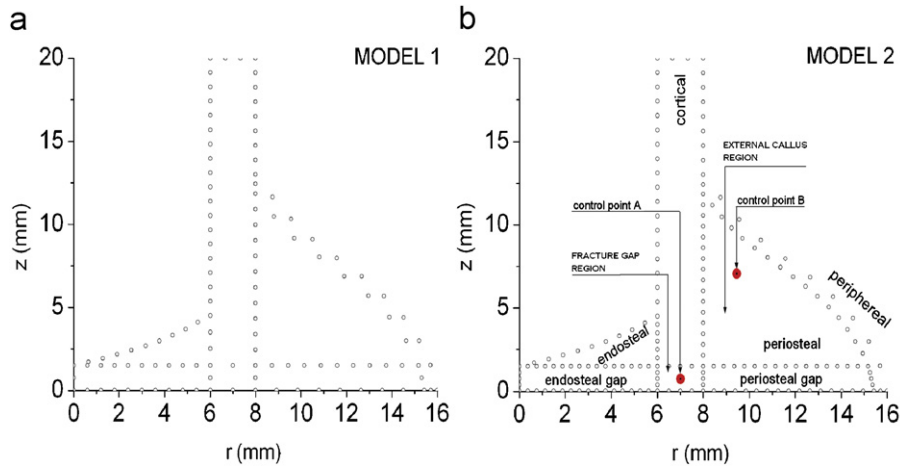 a
MODEL 1
20
15
10
5
0
z (mm)
0 2 4 6 8 10 12 14 16
r (mm)
b
MODEL 2
20
15
10
5
0
z (mm)
cortical
EXTERNAL CALLUS
REGION
control point A
control point B
FRACTURE GAP
REGION
periphereal
endosteal
periosteal
endosteal gap
periosteal gap
0 2 4 6 8 10 12 14 16
r (mm)